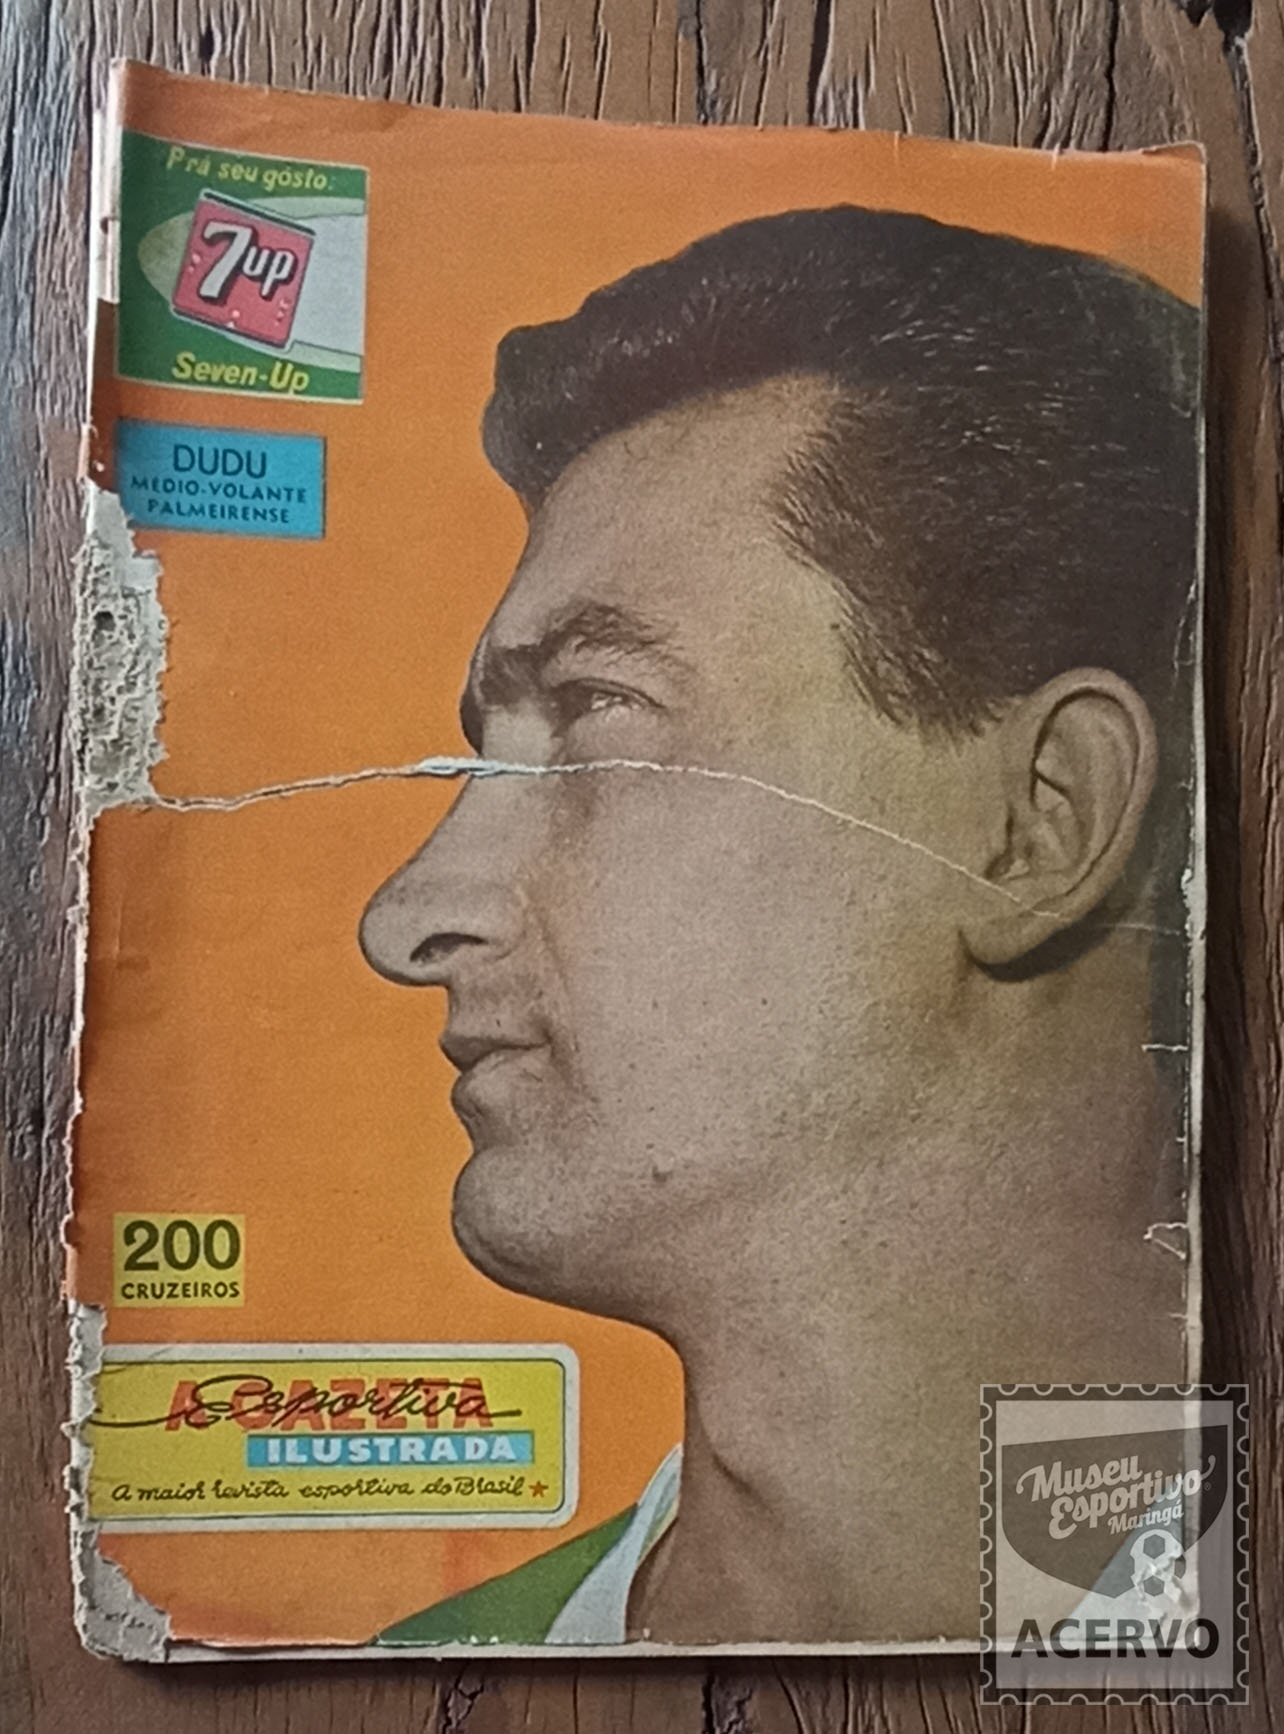 Prá seu gôsto:
7up
Seven-Up
DUDU
MÉDIO-VOLANTE
PALMEIRENSE
200
CRUZEIROS
A GAZETA
Esportiva
ILUSTRADA
A maior revista esportiva do Brasil
Museu
Esportivo
Maringá
ACERVO